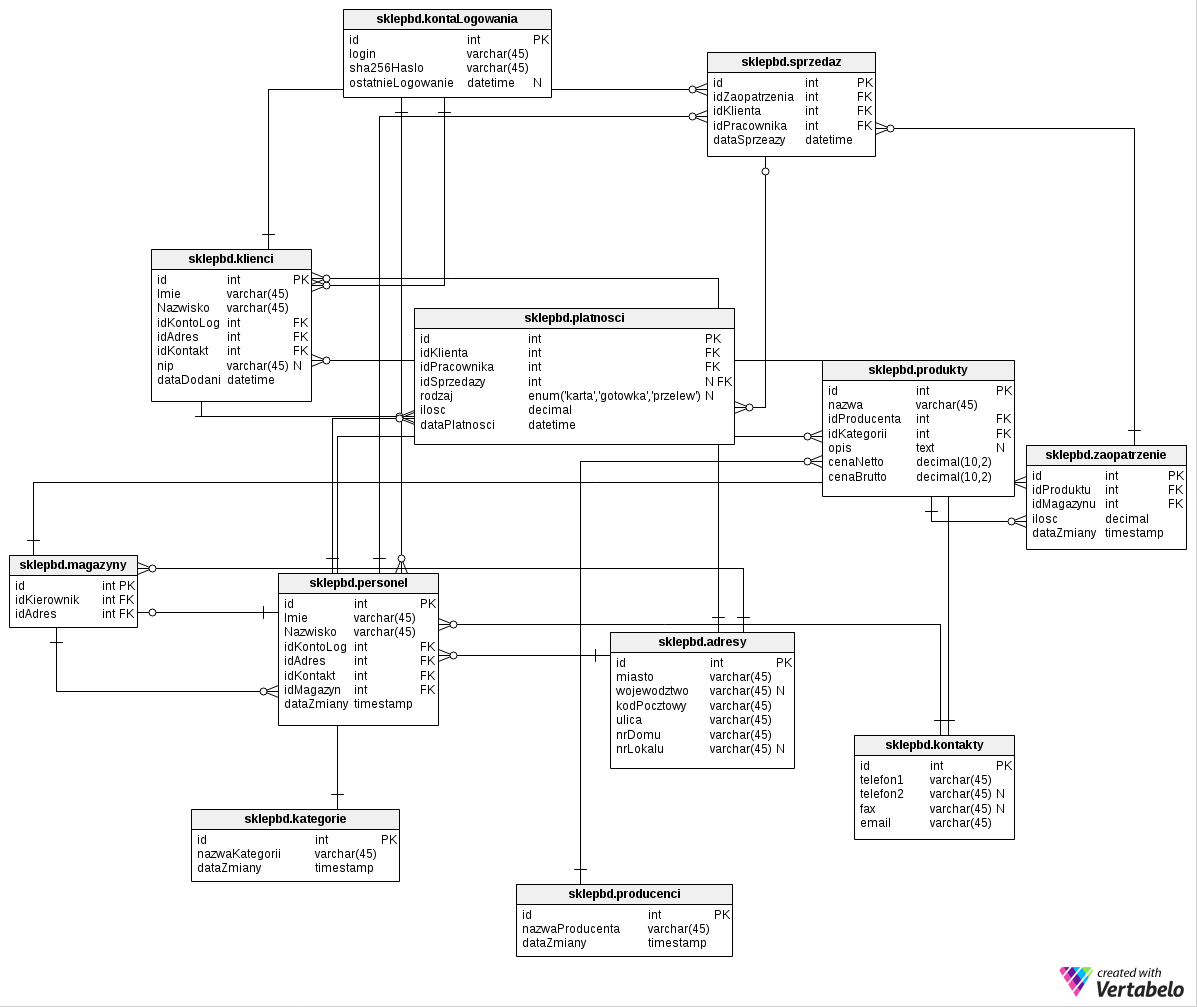 sklepbd.kontaLogowania
id int PK
login varchar(45)
sha256Haslo varchar(45)
ostatnieLogowanie datetime N
sklepbd.sprzedaz
id int PK
idZaopatrzenia int FK
idKlienta int FK
idPracownika int FK
dataSprzeazy datetime
sklepbd.klienci
id int PK
Imie varchar(45)
Nazwisko varchar(45)
idKontoLog int FK
idAdres int FK
idKontakt int FK
nip varchar(45) N
dataDodani datetime
sklepbd.platnosci
id int PK
idKlienta int FK
idPracownika int FK
idSprzedazy int N FK
rodzaj enum('karta','gotowka','przelew') N
ilosc decimal
dataPlatnosci datetime
sklepbd.produkty
id int PK
nazwa varchar(45)
idProducenta int FK
idKategorii int FK
opis text N
cenaNetto decimal(10,2)
cenaBrutto decimal(10,2)
sklepbd.zaopatrzenie
id int PK
idProduktu int FK
idMagazynu int FK
ilosc decimal
dataZmiany timestamp
sklepbd.magazyny
id int PK
idKierownik int FK
idAdres int FK
sklepbd.personel
id int PK
Imie varchar(45)
Nazwisko varchar(45)
idKontoLog int FK
idAdres int FK
idKontakt int FK
idMagazyn int FK
dataZmiany timestamp
sklepbd.adresy
id int PK
miasto varchar(45)
wojewodztwo varchar(45) N
kodPocztowy varchar(45)
ulica varchar(45)
nrDomu varchar(45)
nrLokalu varchar(45) N
sklepbd.kontakty
id int PK
telefon1 varchar(45)
telefon2 varchar(45) N
fax varchar(45) N
email varchar(45)
sklepbd.kategorie
id int PK
nazwaKategorii varchar(45)
dataZmiany timestamp
sklepbd.producenci
id int PK
nazwaProducenta varchar(45)
dataZmiany timestamp
created with
Vertabelo